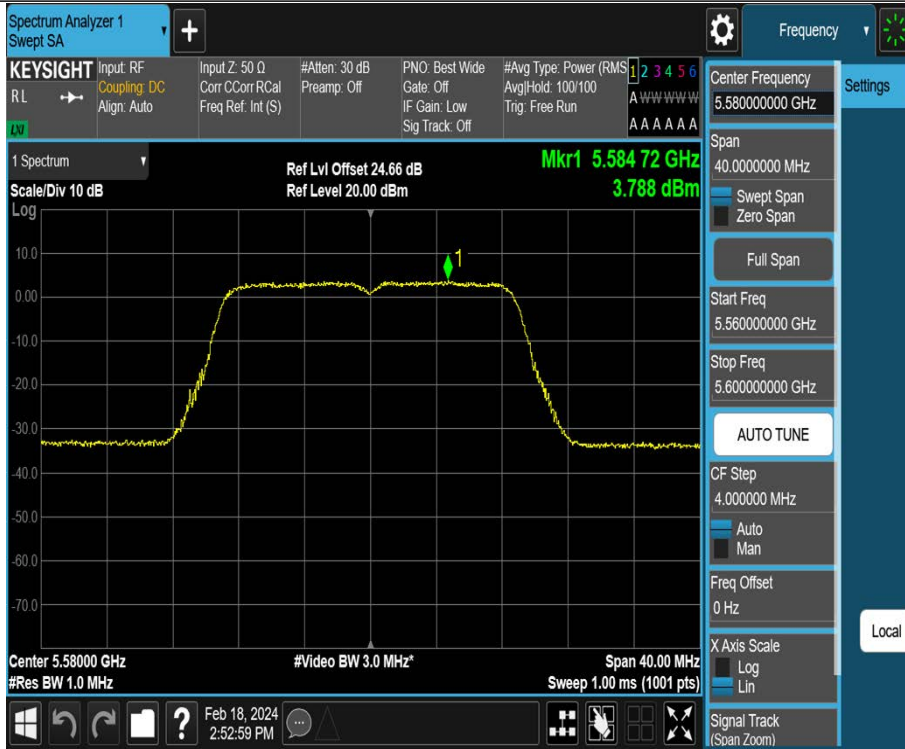 Spectrum Analyzer 1
Swept SA
+
Frequency
KEYSIGHT
R L
LXI
Input: RF
Coupling: DC
Align: Auto
Input Z: 50 Ω
Corr CCorr RCal
Freq Ref: Int (S)
#Atten: 30 dB
Preamp: Off
PNO: Best Wide
Gate: Off
IF Gain: Low
Sig Track: Off
#Avg Type: Power (RMS
Avg|Hold: 100/100
Trig: Free Run
1 2 3 4 5 6
A W W W W W
A A A A A A
1 Spectrum
Scale/Div 10 dB
Ref Lvl Offset 24.66 dB
Ref Level 20.00 dBm
Mkr1 5.584 72 GHz
3.788 dBm
Log
10.0
0.00
-10.0
-20.0
-30.0
-40.0
-50.0
-60.0
-70.0
1
Center 5.58000 GHz
#Res BW 1.0 MHz
#Video BW 3.0 MHz*
Span 40.00 MHz
Sweep 1.00 ms (1001 pts)
Feb 18, 2024
2:52:59 PM
?
Center Frequency
5.580000000 GHz
Settings
Span
40.0000000 MHz
Swept Span
Zero Span
Full Span
Start Freq
5.560000000 GHz
Stop Freq
5.600000000 GHz
AUTO TUNE
CF Step
4.000000 MHz
Auto
Man
Freq Offset
0 Hz
X Axis Scale
Log
Lin
Local
Signal Track
(Span Zoom)